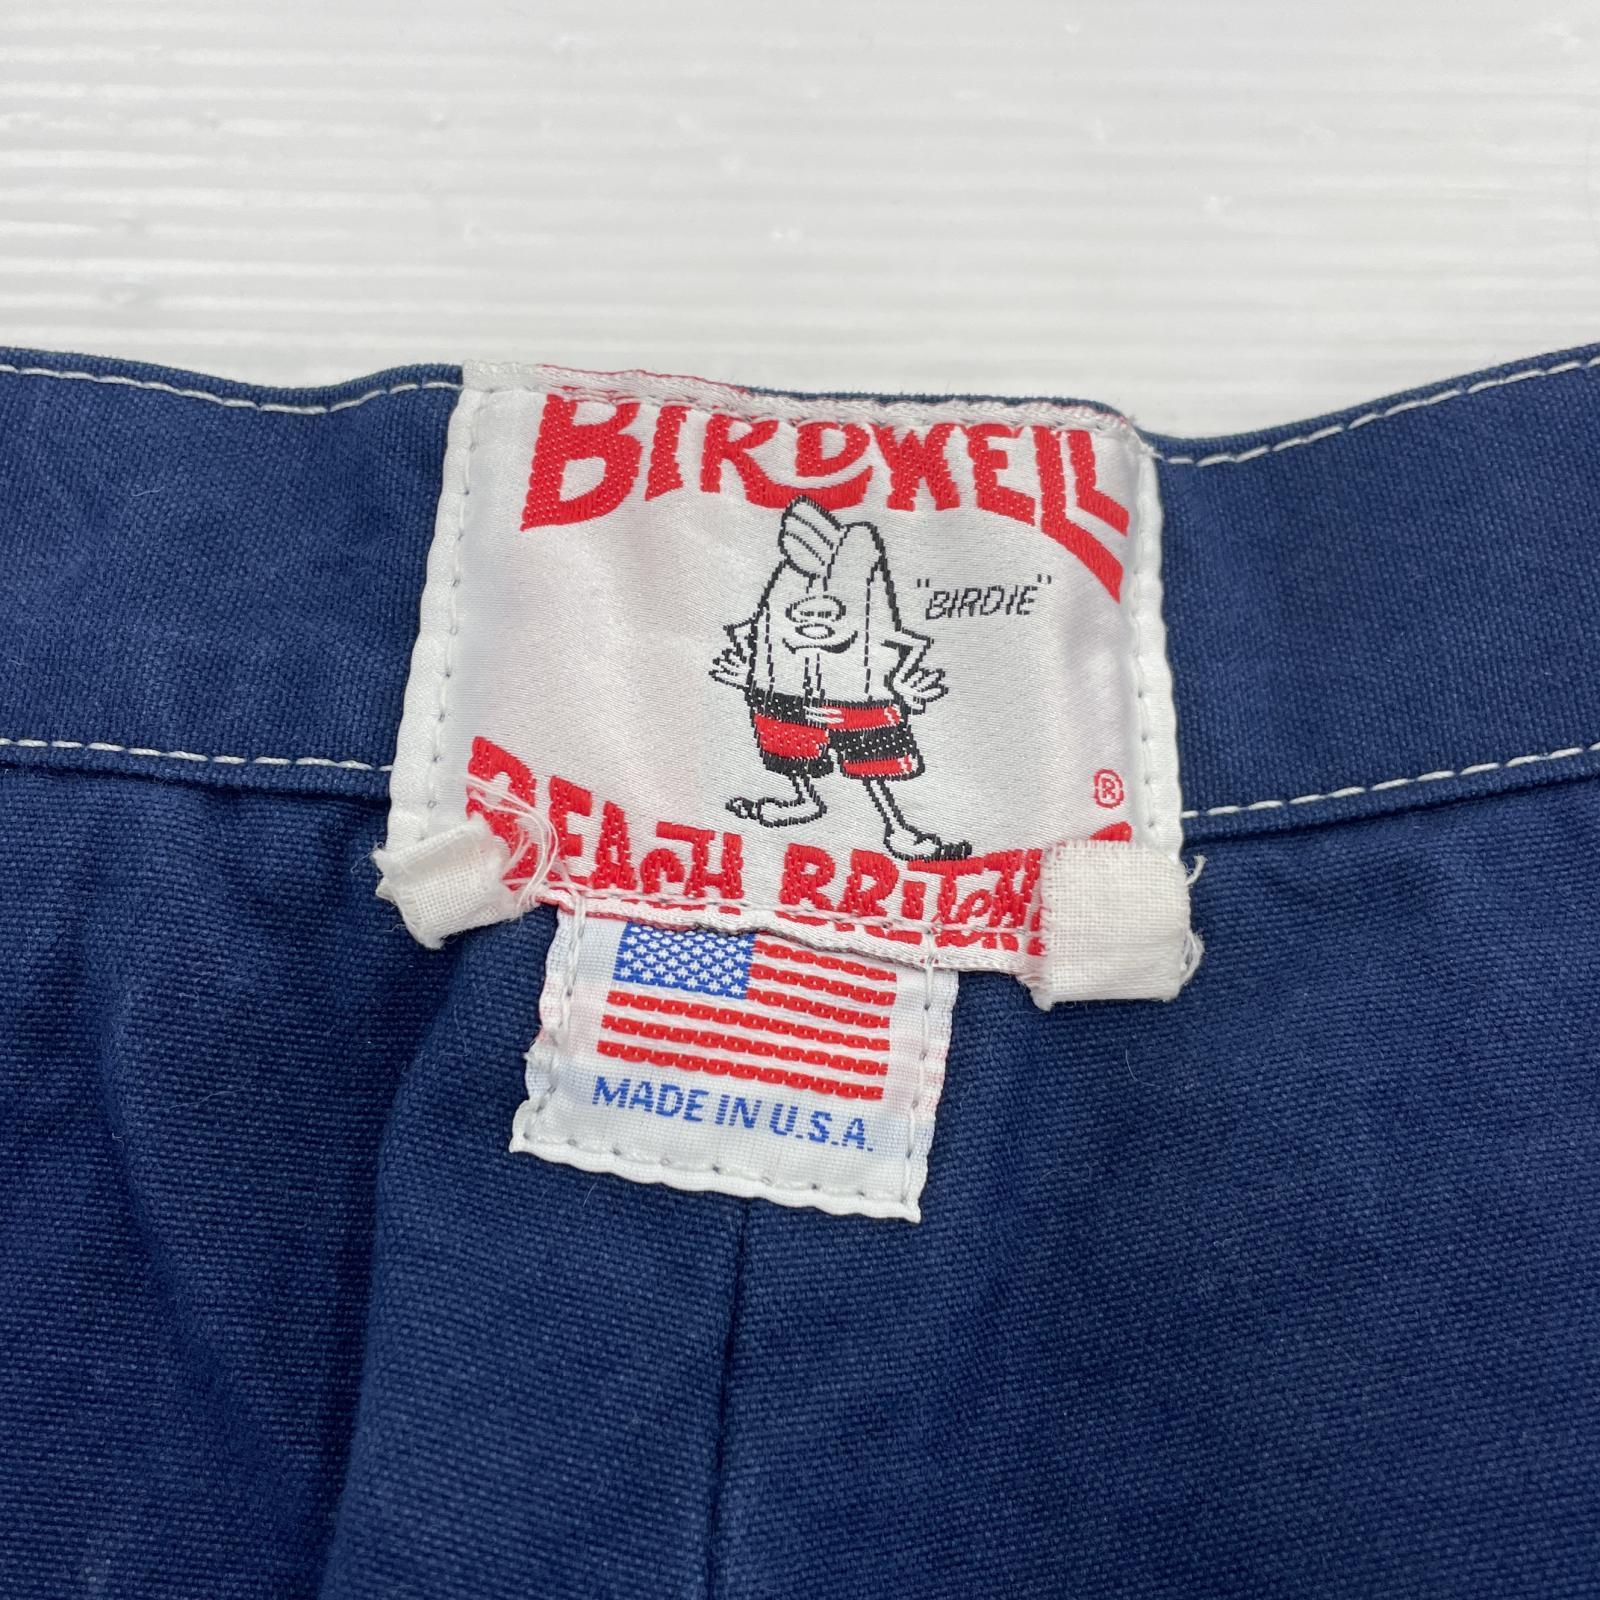 BIRDWELL
"BIRDIE"
®
BEACH BRITCHES
MADE IN U.S.A.